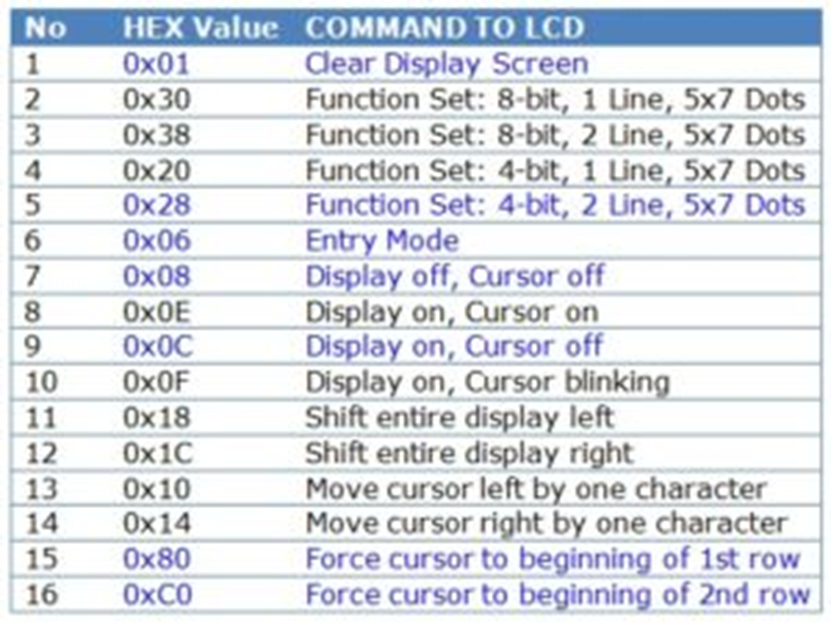 No HEX Value COMMAND TO LCD
1 0x01 Clear Display Screen
2 0x30 Function Set: 8-bit, 1 Line, 5x7 Dots
3 0x38 Function Set: 8-bit, 2 Line, 5x7 Dots
4 0x20 Function Set: 4-bit, 1 Line, 5x7 Dots
5 0x28 Function Set: 4-bit, 2 Line, 5x7 Dots
6 0x06 Entry Mode
7 0x08 Display off, Cursor off
8 0x0E Display on, Cursor on
9 0x0C Display on, Cursor off
10 0x0F Display on, Cursor blinking
11 0x18 Shift entire display left
12 0x1C Shift entire display right
13 0x10 Move cursor left by one character
14 0x14 Move cursor right by one character
15 0x80 Force cursor to beginning of 1st row
16 0xC0 Force cursor to beginning of 2nd row